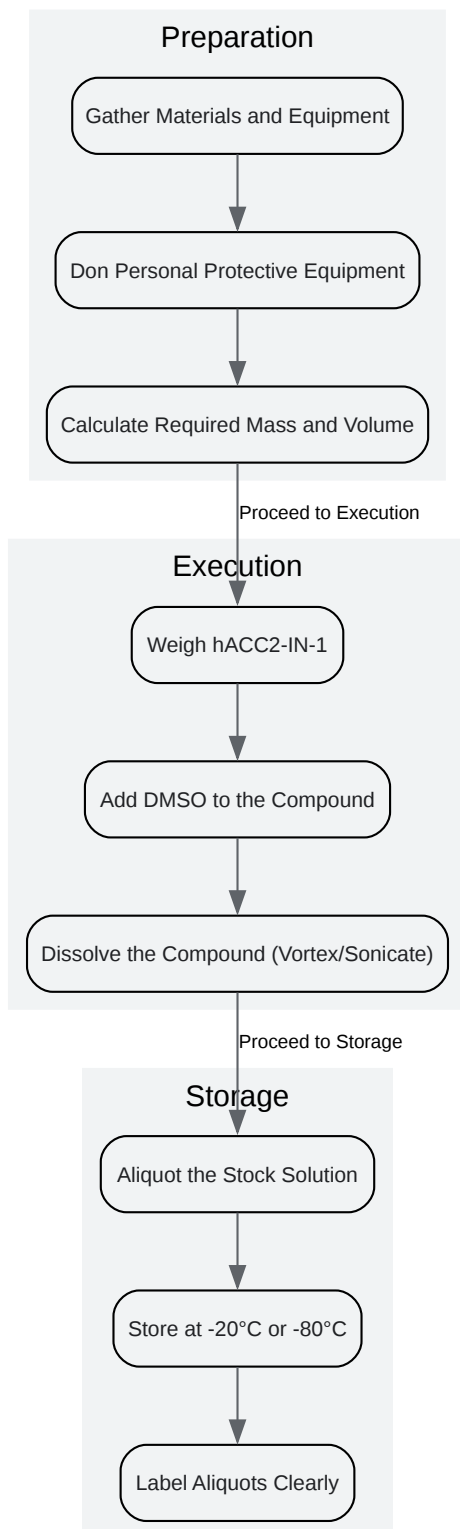 Preparation
Gather Materials and Equipment
Don Personal Protective Equipment
Calculate Required Mass and Volume
Proceed to Execution
Execution
Weigh hACC2-IN-1
Add DMSO to the Compound
Dissolve the Compound (Vortex/Sonicate)
Proceed to Storage
Storage
Aliquot the Stock Solution
Store at -20°C or -80°C
Label Aliquots Clearly